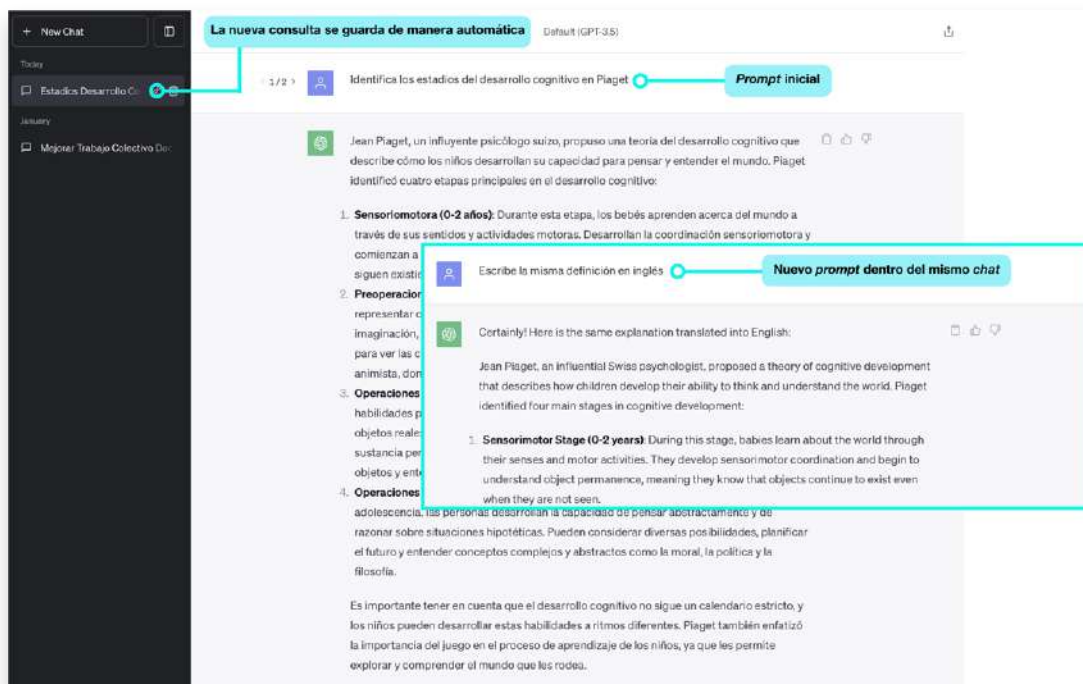 + New Chat
La nueva consulta se guarda de manera automática
Default (GPT-3.5)
Today
Estadios Desarrollo Co
January
Mejorar Trabajo Colectivo Doc
1/2
Identifica los estadios del desarrollo cognitivo en Piaget
Prompt inicial
Jean Piaget, un influyente psicólogo suizo, propuso una teoría del desarrollo cognitivo que
describe cómo los niños desarrollan su capacidad para pensar y entender el mundo. Piaget
identificó cuatro etapas principales en el desarrollo cognitivo:
1. Sensoriomotora (0-2 años): Durante esta etapa, los bebés aprenden acerca del mundo a
través de sus sentidos y actividades motoras. Desarrollan la coordinación sensoriomotora y
comienzan a
siguen existie
2. Preoperacion
representar o
imaginación,
para ver las c
animista, don
3. Operaciones
habilidades p
objetos reale
sustancia per
objetos y ent
4. Operaciones
adolescencia, las personas desarrollan la capacidad de pensar abstractamente y de
razonar sobre situaciones hipotéticas. Pueden considerar diversas posibilidades, planificar
el futuro y entender conceptos complejos y abstractos como la moral, la política y la
filosofía.
Es importante tener en cuenta que el desarrollo cognitivo no sigue un calendario estricto, y
los niños pueden desarrollar estas habilidades a ritmos diferentes. Piaget también enfatizó
la importancia del juego en el proceso de aprendizaje de los niños, ya que les permite
explorar y comprender el mundo que les rodea.
Escribe la misma definición en inglés
Nuevo prompt dentro del mismo chat
Certainly! Here is the same explanation translated into English:
Jean Piaget, an influential Swiss psychologist, proposed a theory of cognitive development
that describes how children develop their ability to think and understand the world. Piaget
identified four main stages in cognitive development:
1. Sensorimotor Stage (0-2 years): During this stage, babies learn about the world through
their senses and motor activities. They develop sensorimotor coordination and begin to
understand object permanence, meaning they know that objects continue to exist even
when they are not seen.